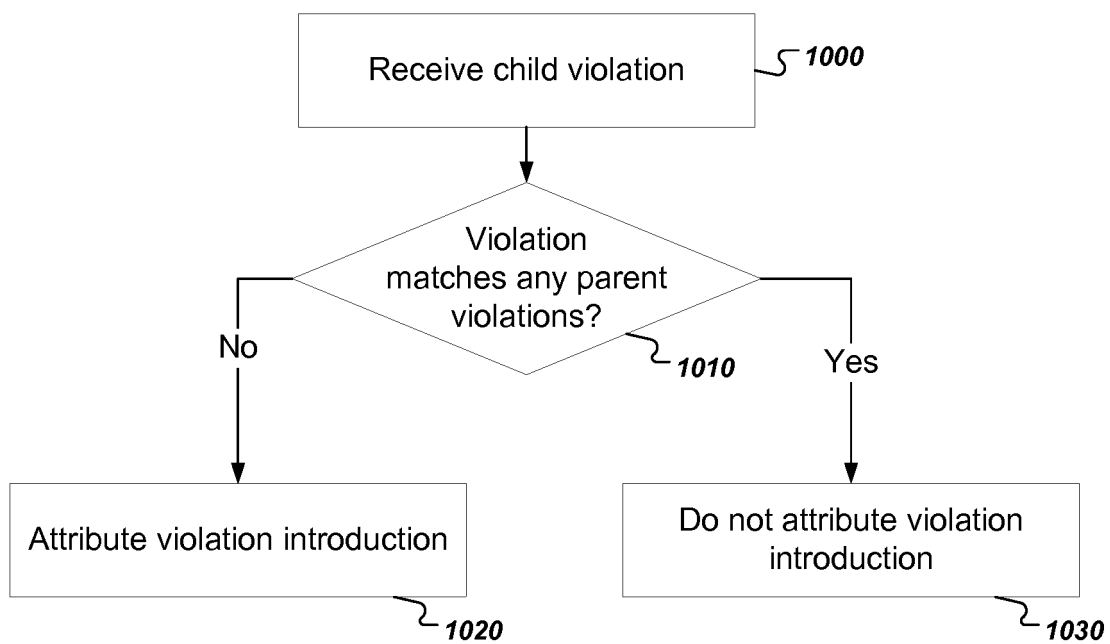 Receive child violation
1000
Violation
matches any parent
violations?
1010
No
Yes
Attribute violation introduction
1020
Do not attribute violation
introduction
1030